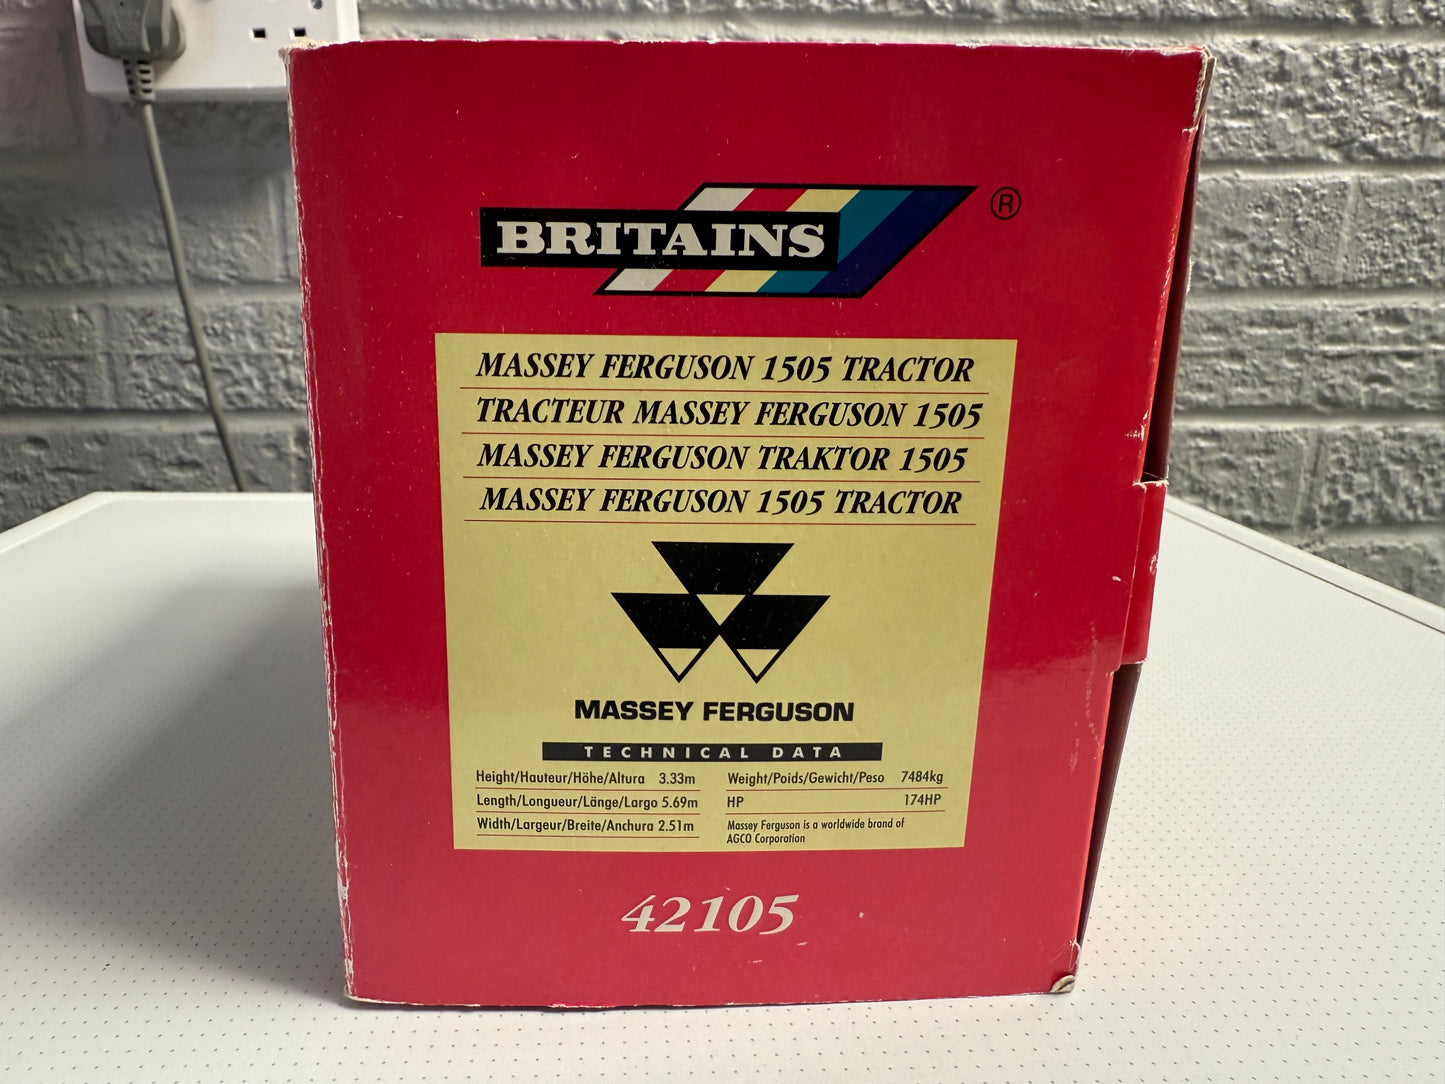 BRITAINS ®
MASSEY FERGUSON 1505 TRACTOR
TRACTEUR MASSEY FERGUSON 1505
MASSEY FERGUSON TRAKTOR 1505
MASSEY FERGUSON 1505 TRACTOR
MASSEY FERGUSON
TECHNICAL DATA
Height/Hauteur/Höhe/Altura 3.33m
Length/Longueur/Länge/Largo 5.69m
Width/Largeur/Breite/Anchura 2.51m
Weight/Poids/Gewicht/Peso 7484kg
HP 174HP
Massey Ferguson is a worldwide brand of
AGCO Corporation
42105